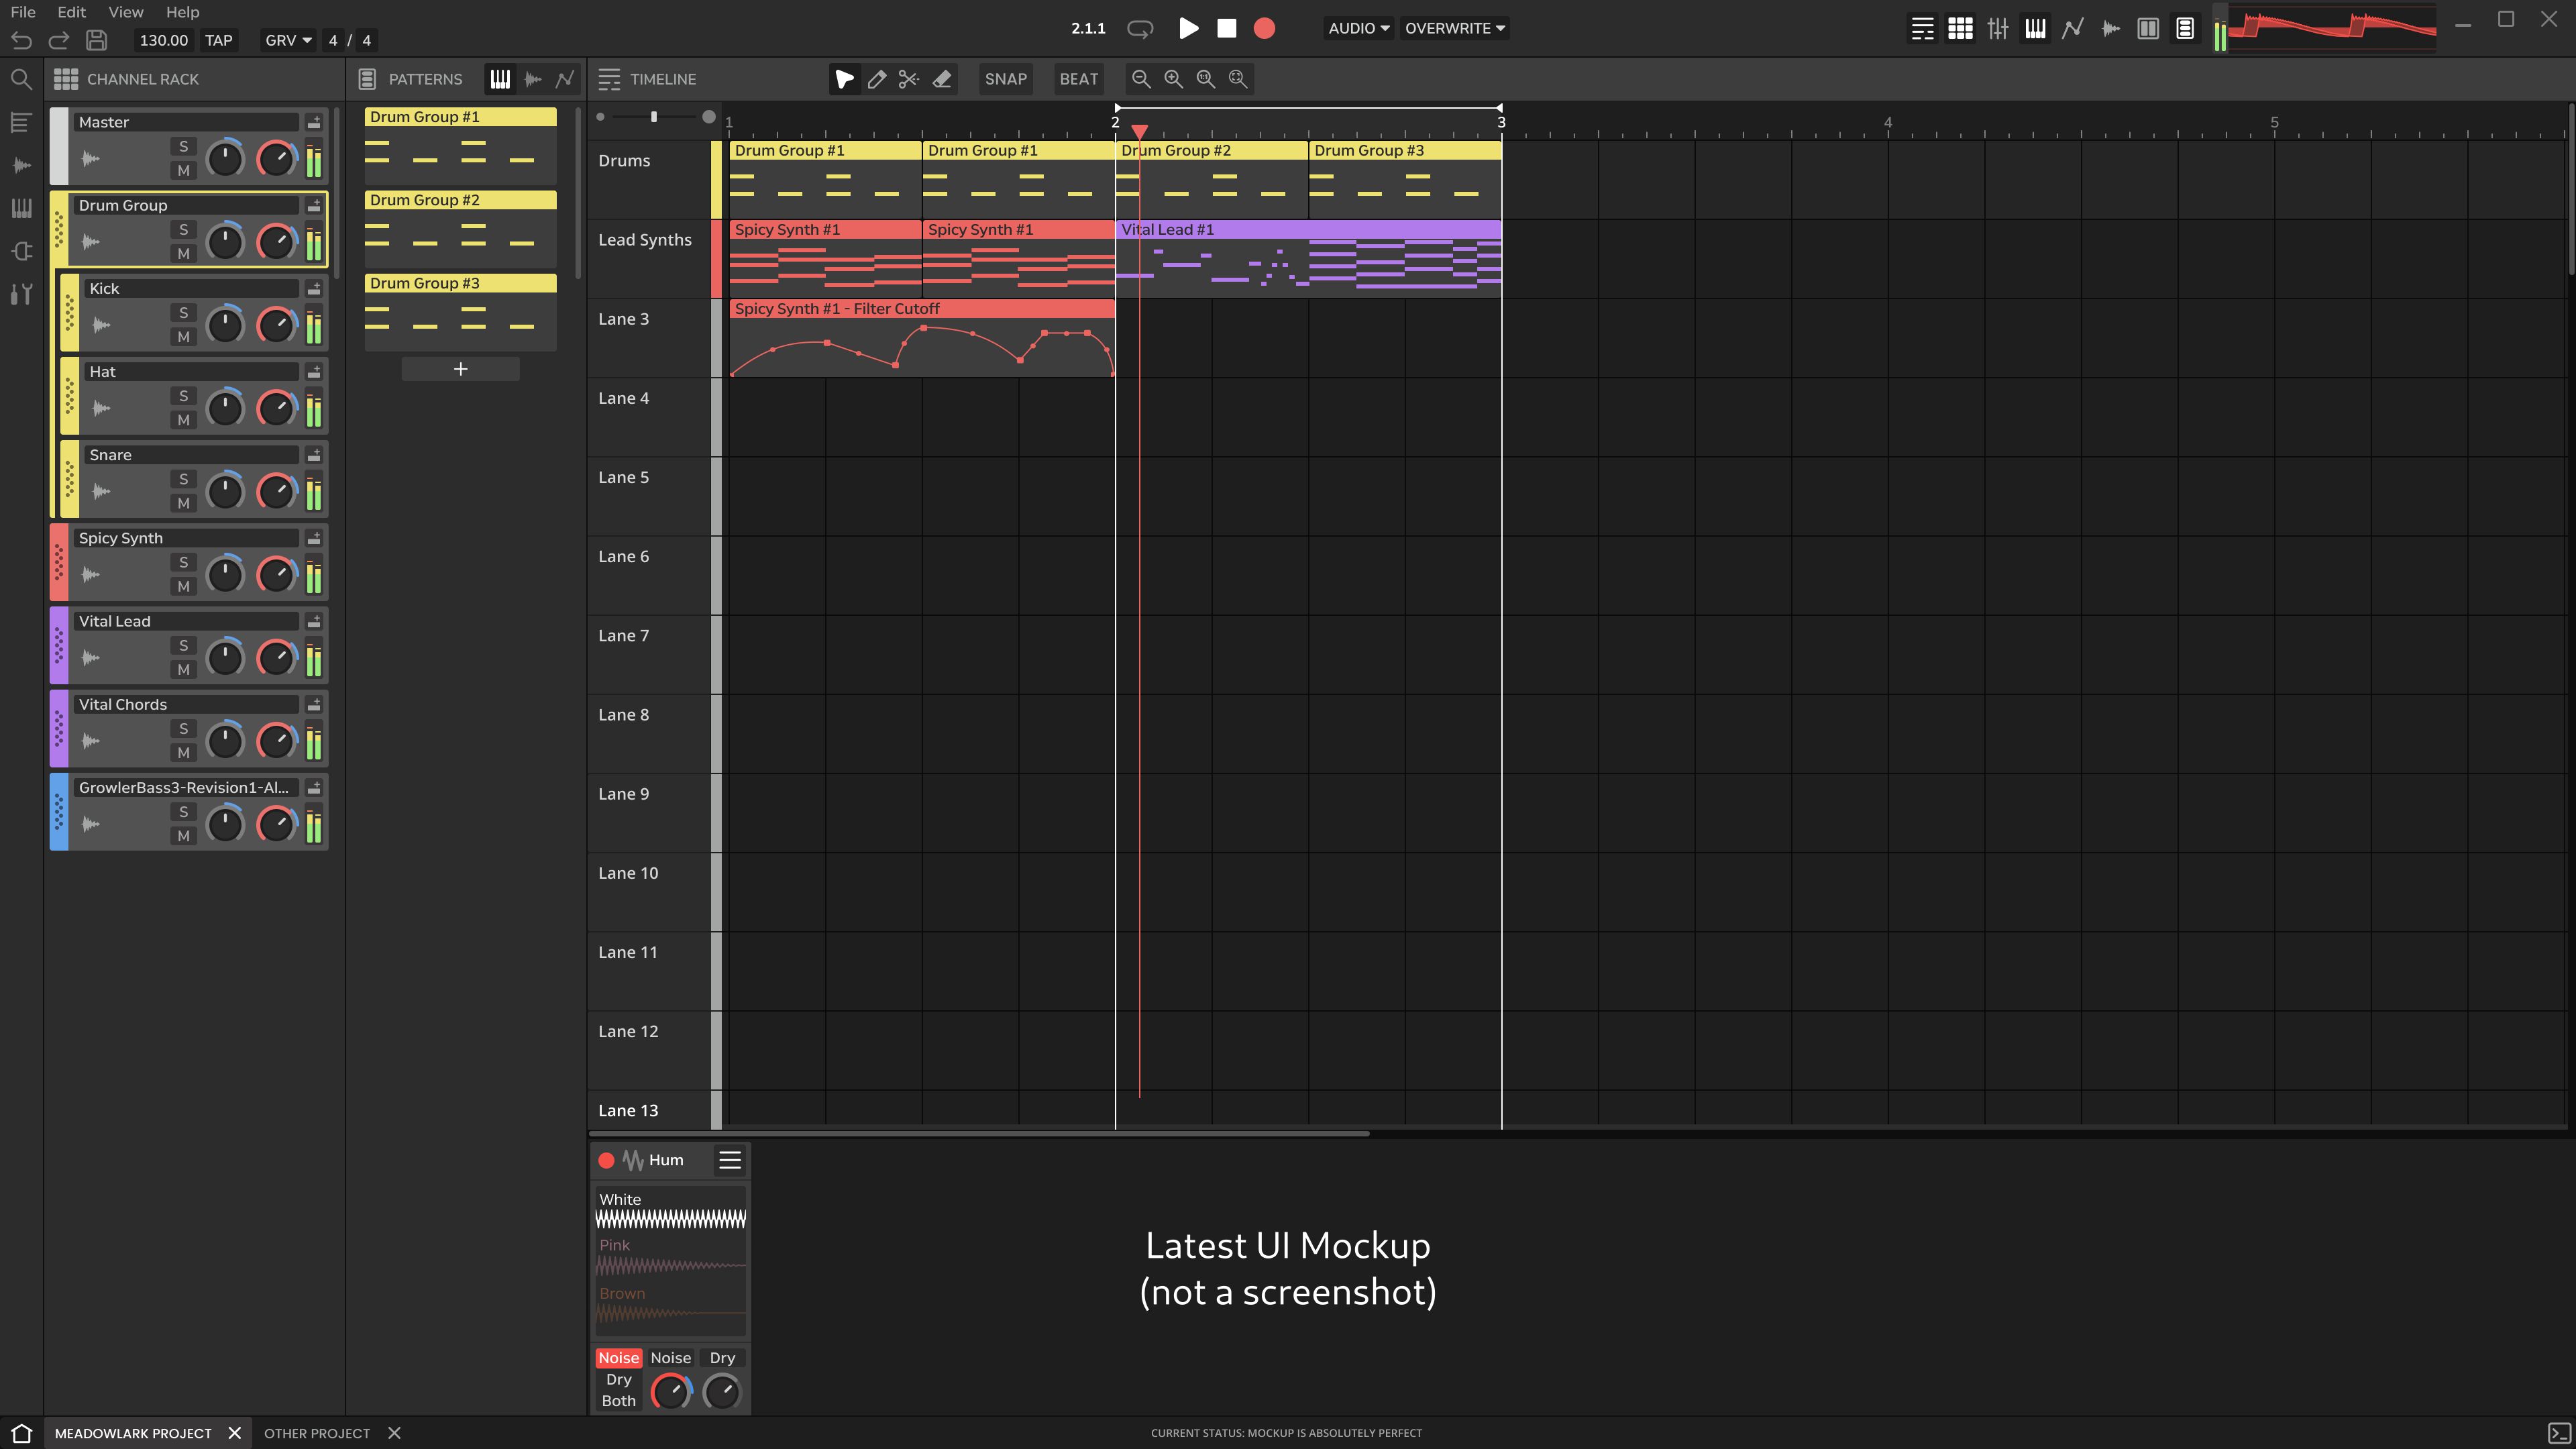 File Edit View Help
130.00 TAP GRV 4 / 4
2.1.1
AUDIO OVERWRITE
CHANNEL RACK
PATTERNS
TIMELINE
SNAP BEAT
Master
S
M
Drum Group
S
M
Kick
S
M
Hat
S
M
Snare
S
M
Spicy Synth
S
M
Vital Lead
S
M
Vital Chords
S
M
GrowlerBass3-Revision1-Al...
S
M
Drum Group #1
Drum Group #2
Drum Group #3
+
1 2 3 4 5
Drums
Drum Group #1 Drum Group #1 Drum Group #2 Drum Group #3
Lead Synths
Spicy Synth #1 Spicy Synth #1 Vital Lead #1
Lane 3
Spicy Synth #1 - Filter Cutoff
Lane 4
Lane 5
Lane 6
Lane 7
Lane 8
Lane 9
Lane 10
Lane 11
Lane 12
Lane 13
Hum
White
Pink
Brown
Noise Noise Dry
Dry
Both
Latest UI Mockup
(not a screenshot)
MEADOWLARK PROJECT OTHER PROJECT
CURRENT STATUS: MOCKUP IS ABSOLUTELY PERFECT